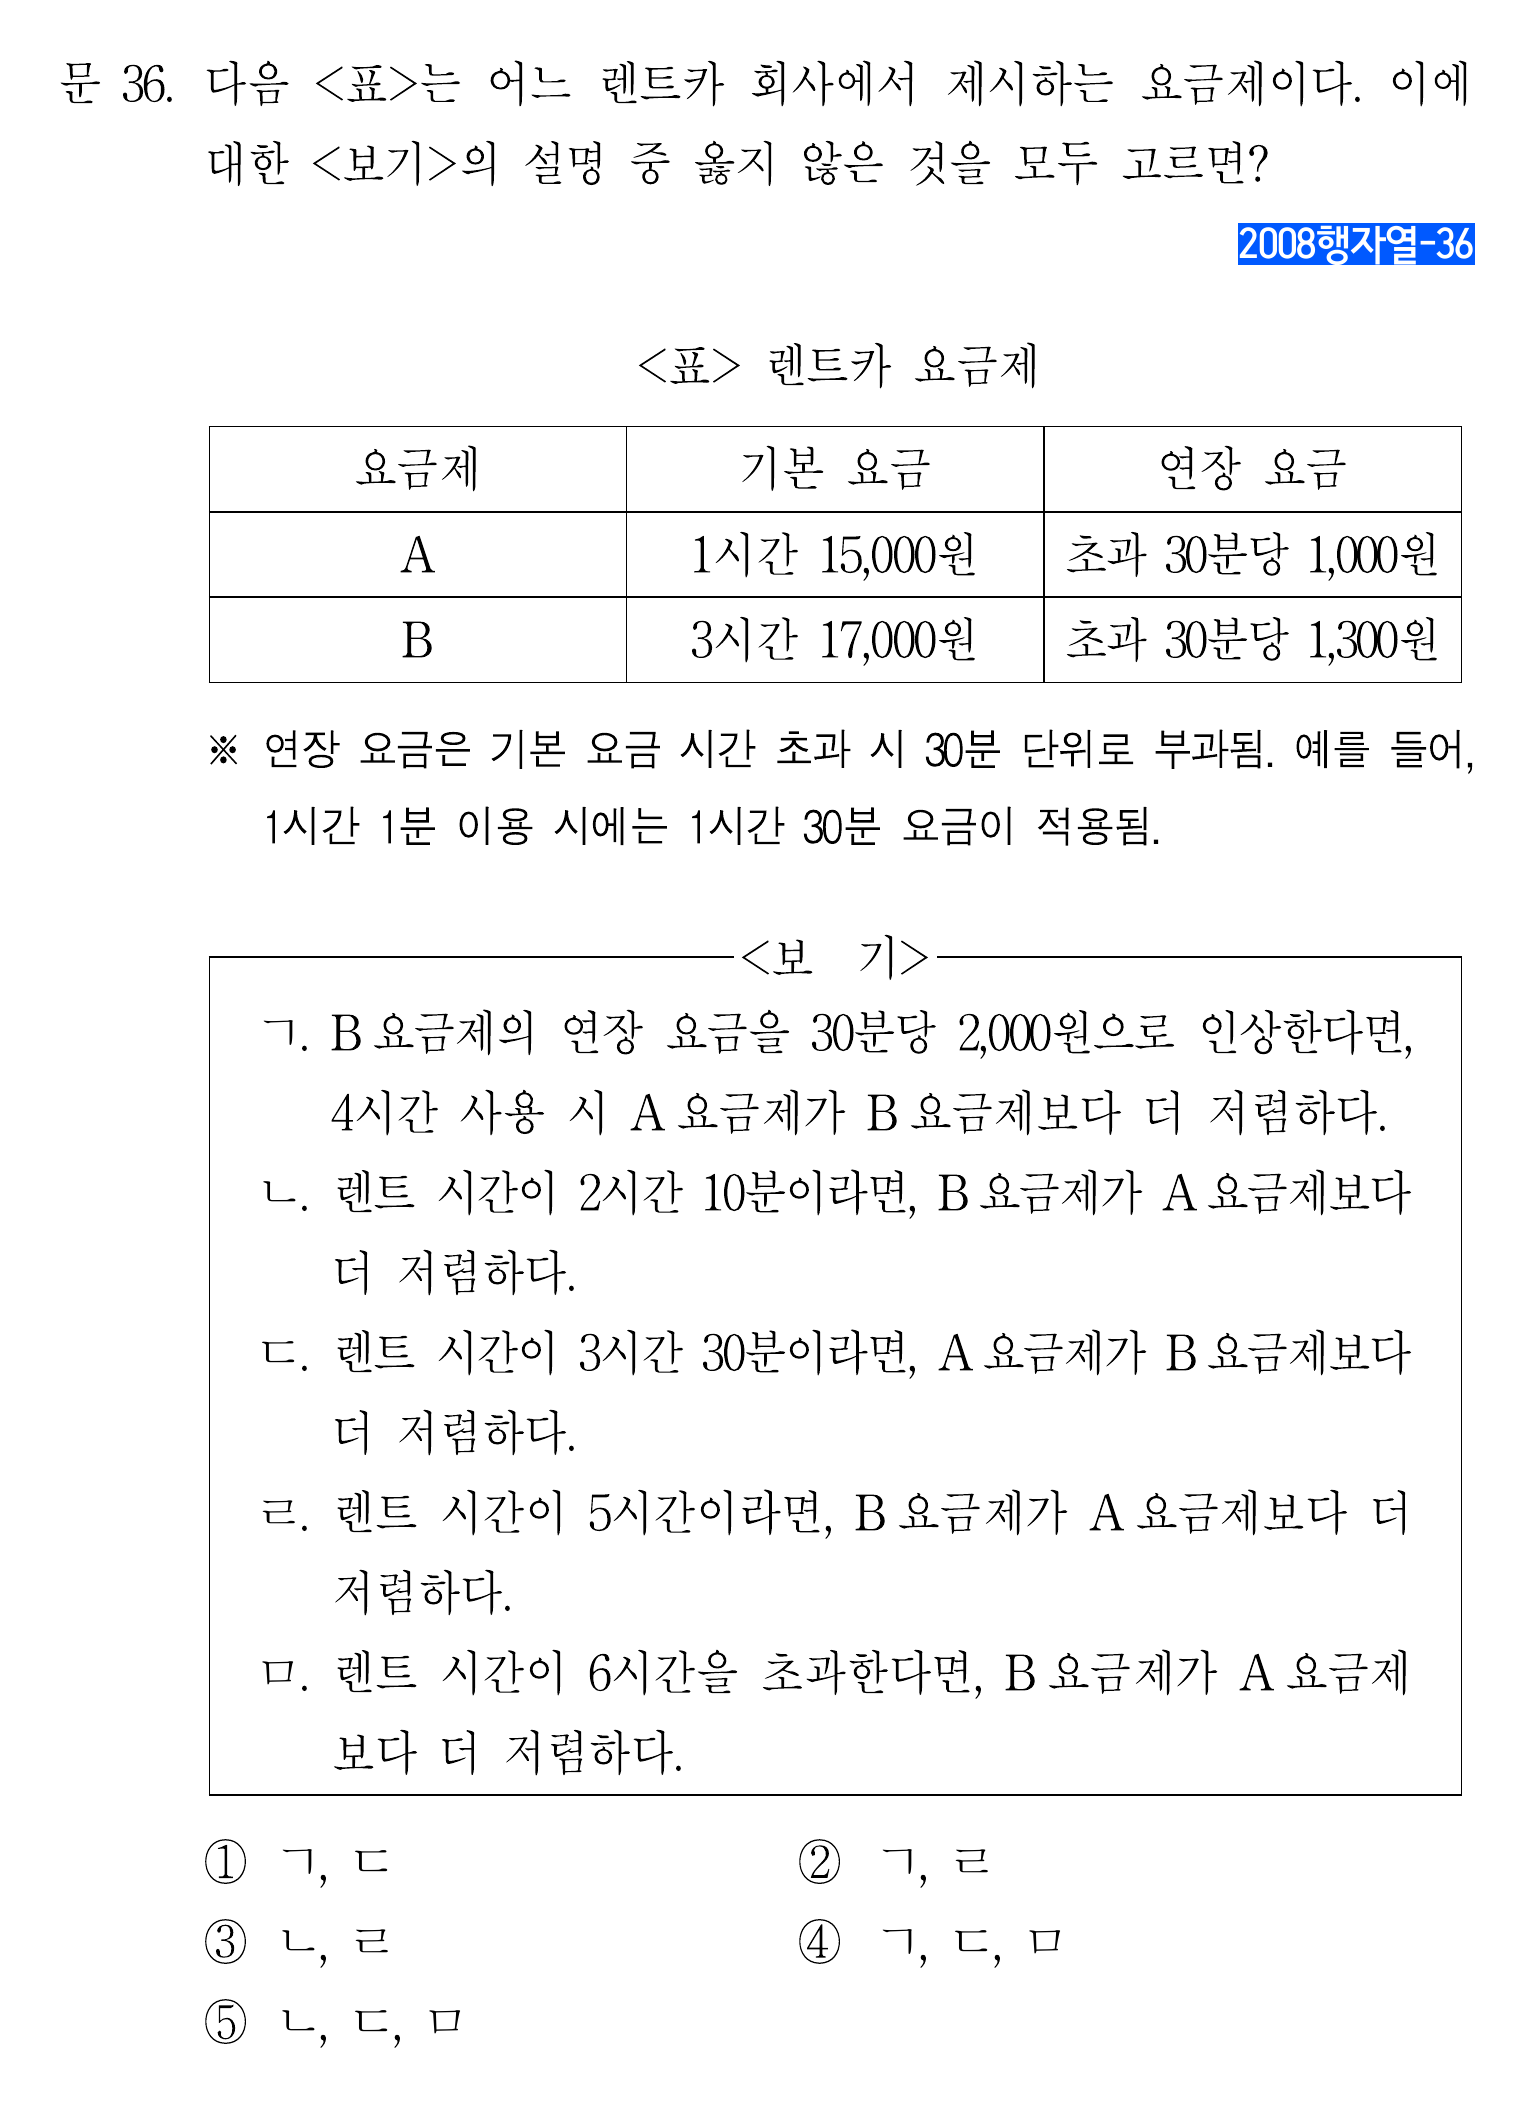 문 36. 다음 <표>는 어느 렌트카 회사에서 제시하는 요금제이다. 이에
대한 <보기>의 설명 중 옳지 않은 것을 모두 고르면?
2008행자열-36
<표> 렌트카 요금제
요금제 기본 요금 연장 요금
A 1시간 15,000원 초과 30분당 1,000원
B 3시간 17,000원 초과 30분당 1,300원
※ 연장 요금은 기본 요금 시간 초과 시 30분 단위로 부과됨. 예를 들어,
1시간 1분 이용 시에는 1시간 30분 요금이 적용됨.
<보 기>
ㄱ. B요금제의 연장 요금을 30분당 2,000원으로 인상한다면,
4시간 사용 시 A요금제가 B요금제보다 더 저렴하다.
ㄴ. 렌트 시간이 2시간 10분이라면, B요금제가 A요금제보다
더 저렴하다.
ㄷ. 렌트 시간이 3시간 30분이라면, A요금제가 B요금제보다
더 저렴하다.
ㄹ. 렌트 시간이 5시간이라면, B요금제가 A요금제보다 더
저렴하다.
ㅁ. 렌트 시간이 6시간을 초과한다면, B요금제가 A요금제
보다 더 저렴하다.
① ㄱ, ㄷ ② ㄱ, ㄹ
③ ㄴ, ㄹ ④ ㄱ, ㄷ, ㅁ
⑤ ㄴ, ㄷ, ㅁ